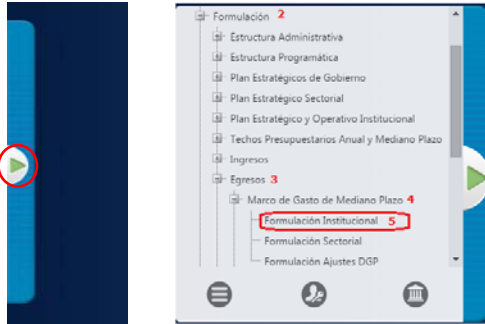 Formulación 2
Estructura Administrativa
Estructura Programática
Plan Estratégicos de Gobierno
Plan Estratégico Sectorial
Plan Estratégico y Operativo Institucional
Techos Presupuestarios Anual y Mediano Plazo
Ingresos
Egresos 3
Marco de Gasto de Mediano Plazo 4
Formulación Institucional 5
Formulación Sectorial
Formulación Ajustes DGP